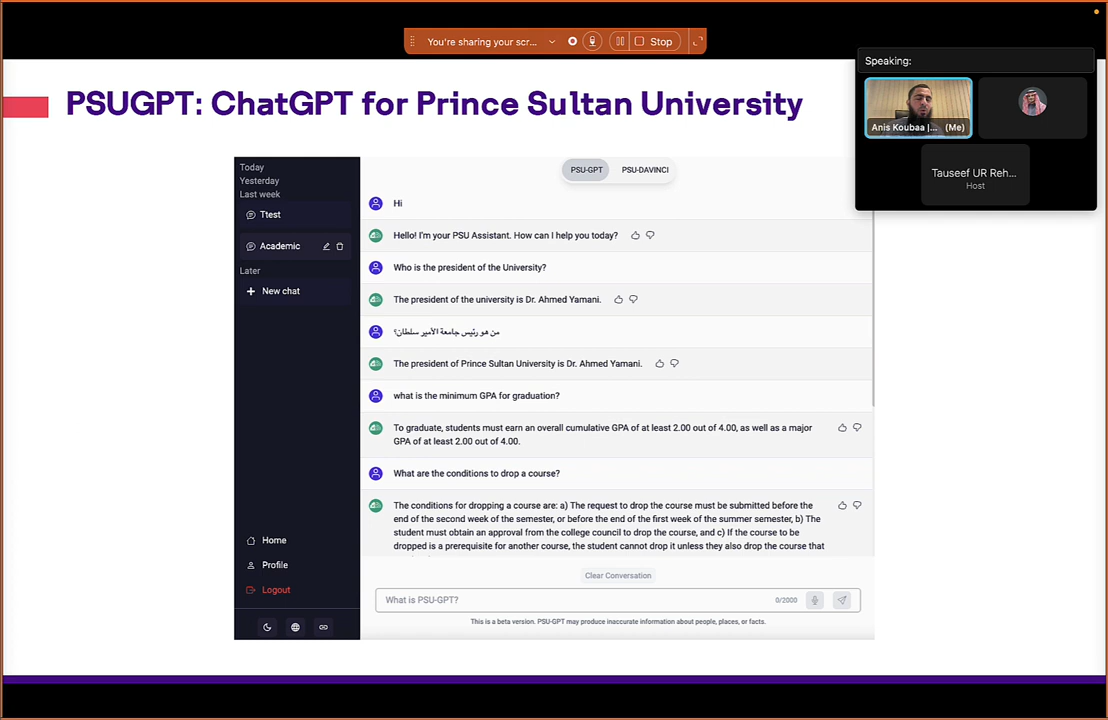 You're sharing your scr...
Stop
Speaking:
Anis Koubaa |... (Me)
Tauseef UR Reh...
Host
PSUGPT: ChatGPT for Prince Sultan University
Today
Yesterday
Last week
Ttest
Academic
Later
New chat
Home
Profile
Logout
PSU-GPT
PSU-DAVINCI
Hi
Hello! I'm your PSU Assistant. How can I help you today?
Who is the president of the University?
The president of the university is Dr. Ahmed Yamani.
من هو رئيس جامعة الأمير سلطان؟
The president of Prince Sultan University is Dr. Ahmed Yamani.
what is the minimum GPA for graduation?
To graduate, students must earn an overall cumulative GPA of at least 2.00 out of 4.00, as well as a major
GPA of at least 2.00 out of 4.00.
What are the conditions to drop a course?
The conditions for dropping a course are: a) The request to drop the course must be submitted before the
end of the second week of the semester, or before the end of the first week of the summer semester, b) The
student must obtain an approval from the college council to drop the course, and c) If the course to be
dropped is a prerequisite for another course, the student cannot drop it unless they also drop the course that
Clear Conversation
What is PSU-GPT?
0/2000
This is a beta version. PSU-GPT may produce inaccurate information about people, places, or facts.